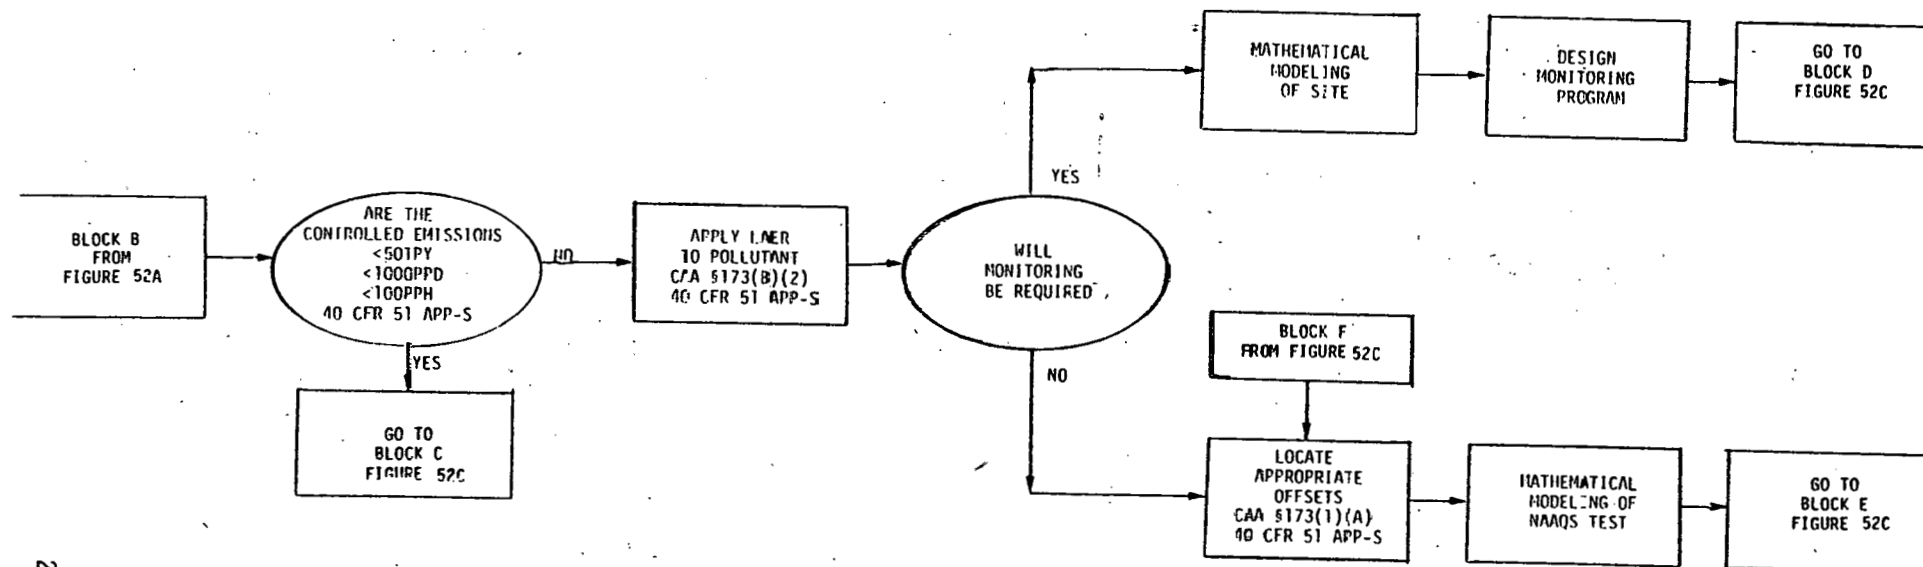 BLOCK B
FROM
FIGURE 52A
ARE THE
CONTROLLED EMISSIONS
<50TPY
<1000PPD
<100PPH
40 CFR 51 APP-S
NO
YES
GO TO
BLOCK C
FIGURE 52C
APPLY LAER
TO POLLUTANT
CAA §173(B)(2)
40 CFR 51 APP-S
WILL
MONITORING
BE REQUIRED
YES
MATHEMATICAL
MODELING
OF SITE
DESIGN
MONITORING
PROGRAM
GO TO
BLOCK D
FIGURE 52C
NO
BLOCK F
FROM FIGURE 52C
LOCATE
APPROPRIATE
OFFSETS
CAA §173(1)(A)
40 CFR 51 APP-S
MATHEMATICAL
MODELING OF
NAAQS TEST
GO TO
BLOCK E
FIGURE 52C